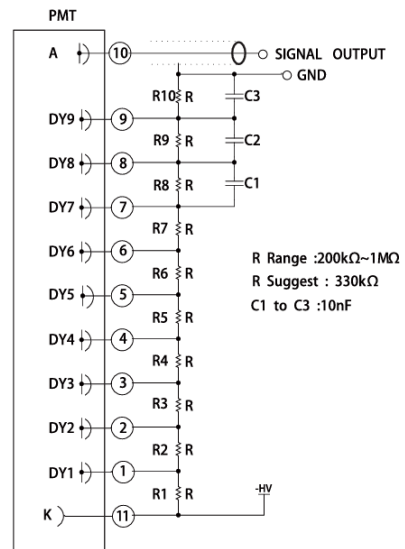 PMT
A 10 SIGNAL OUTPUT
GND
R10 R C3
DY9 9
R9 R C2
DY8 8
R8 R C1
DY7 7
R7 R
DY6 6
R Range :200kΩ~1MΩ
R6 R
R Suggest : 330kΩ
DY5 5
C1 to C3 :10nF
R5 R
DY4 4
R4 R
DY3 3
R3 R
DY2 2
R2 R
DY1 1
R1 R -HV
K 11